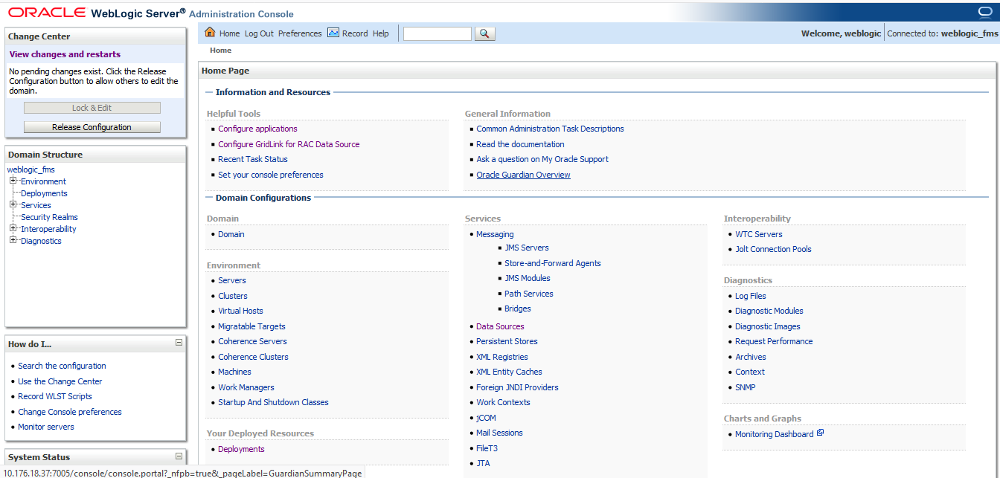 ORACLE WebLogic Server® Administration Console
Change Center
View changes and restarts
No pending changes exist. Click the Release
Configuration button to allow others to edit the
domain.
Lock & Edit
Release Configuration
Domain Structure
weblogic_fms
Environment
Deployments
Services
Security Realms
Interoperability
Diagnostics
How do I...
Search the configuration
Use the Change Center
Record WLST Scripts
Change Console preferences
Monitor servers
System Status
Home Log Out Preferences Record Help
Welcome, weblogic Connected to: weblogic_fms
Home
Home Page
Information and Resources
Helpful Tools
Configure applications
Configure GridLink for RAC Data Source
Recent Task Status
Set your console preferences
General Information
Common Administration Task Descriptions
Read the documentation
Ask a question on My Oracle Support
Oracle Guardian Overview
Domain Configurations
Domain
Domain
Environment
Servers
Clusters
Virtual Hosts
Migratable Targets
Coherence Servers
Coherence Clusters
Machines
Work Managers
Startup And Shutdown Classes
Your Deployed Resources
Deployments
Services
Messaging
JMS Servers
Store-and-Forward Agents
JMS Modules
Path Services
Bridges
Data Sources
Persistent Stores
XML Registries
XML Entity Caches
Foreign JNDI Providers
Work Contexts
jCOM
Mail Sessions
FileT3
JTA
Interoperability
WTC Servers
Jolt Connection Pools
Diagnostics
Log Files
Diagnostic Modules
Diagnostic Images
Request Performance
Archives
Context
SNMP
Charts and Graphs
Monitoring Dashboard
10.176.18.37:7005/console/console.portal?_nfpb=true&_pageLabel=GuardianSummaryPage